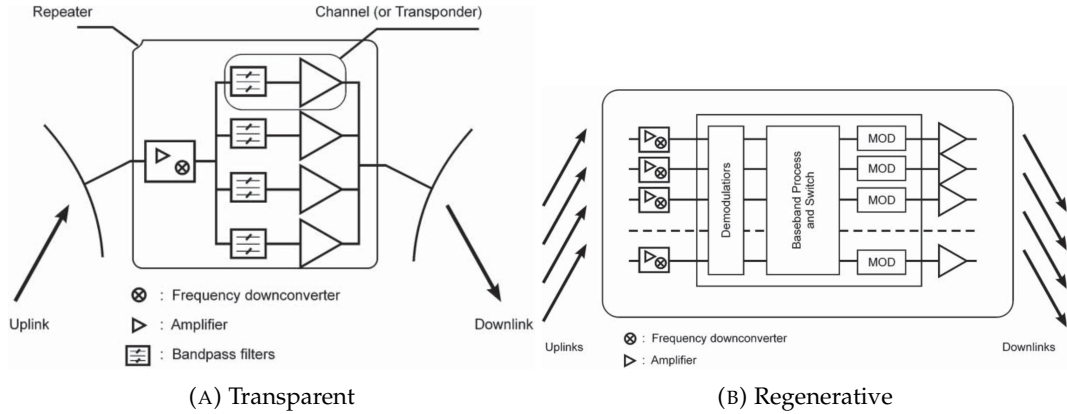 Repeater
Channel (or Transponder)
Uplink
Downlink
: Frequency downconverter
: Amplifier
: Bandpass filters
(A) Transparent
Demodulatiors
Baseband Process
and Switch
MOD
MOD
MOD
MOD
Uplinks
Downlinks
: Frequency downconverter
: Amplifier
(B) Regenerative